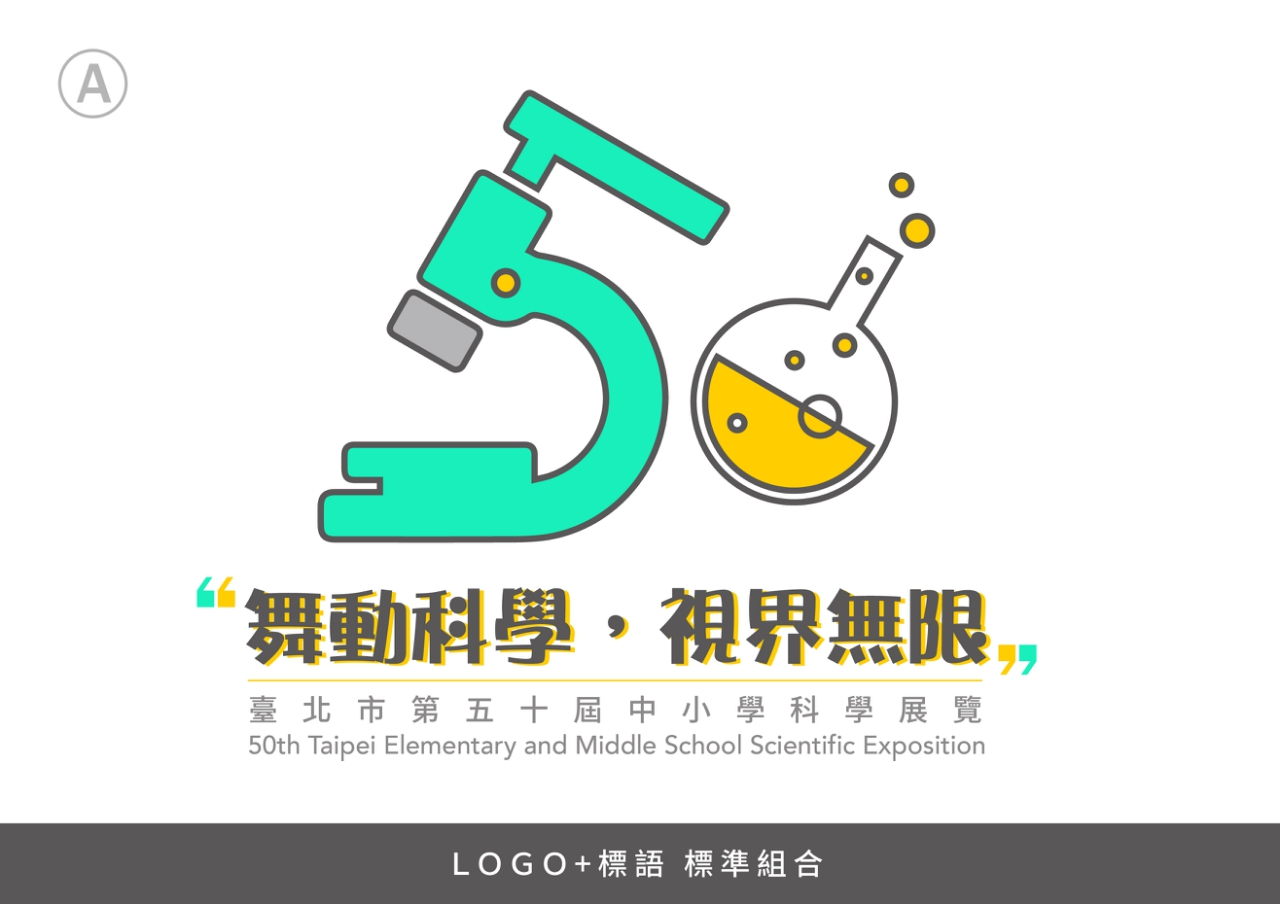 A
50
“舞動科學，視界無限”
臺北市第五十屆中小學科學展覽
50th Taipei Elementary and Middle School Scientific Exposition
LOGO+標語 標準組合